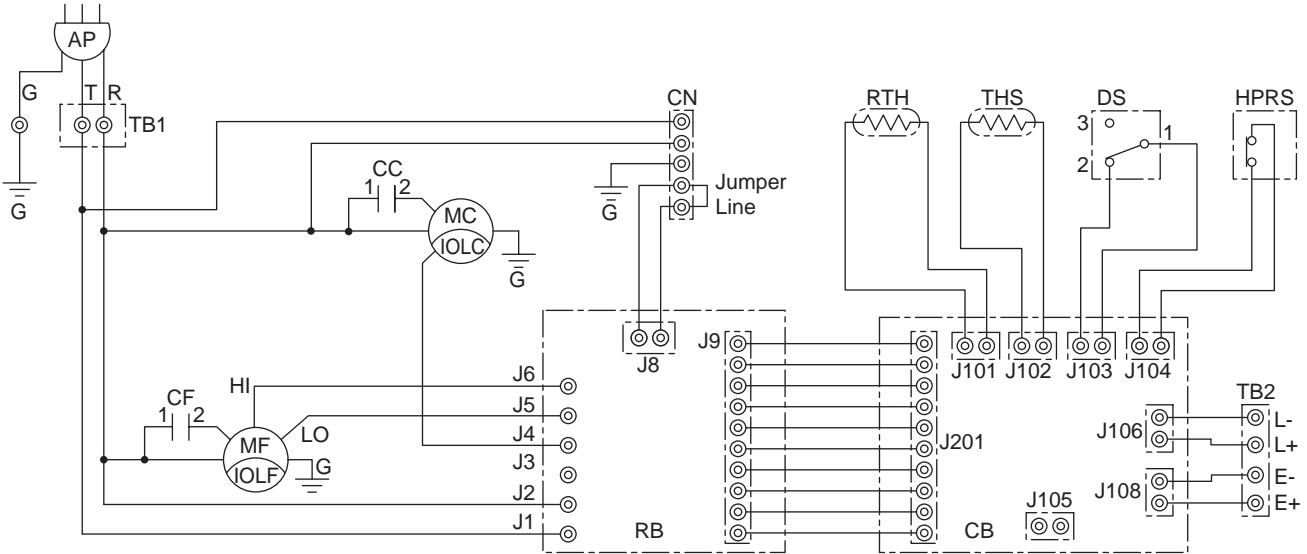 AP
G
T R
TB1
G
CN
Jumper
Line
G
CC
1 2
MC
IOLC
G
RTH
THS
DS
3
1
2
HPRS
J8
J9
J6
HI
J5
LO
J4
J3
J2
J1
CF
1 2
MF
IOLF
G
RB
J101
J102
J103
J104
J201
J106
J108
J105
CB
TB2
L-
L+
E-
E+